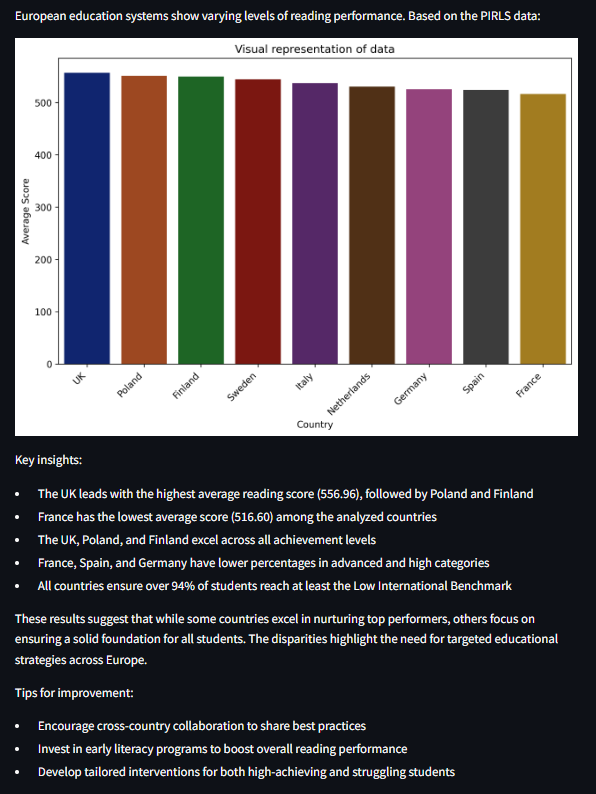 European education systems show varying levels of reading performance. Based on the PIRLS data:
Visual representation of data
Average Score
500
400
300
200
100
0
UK
Poland
Finland
Sweden
Italy
Netherlands
Germany
Spain
France
Country
Key insights:
• The UK leads with the highest average reading score (556.96), followed by Poland and Finland
• France has the lowest average score (516.60) among the analyzed countries
• The UK, Poland, and Finland excel across all achievement levels
• France, Spain, and Germany have lower percentages in advanced and high categories
• All countries ensure over 94% of students reach at least the Low International Benchmark
These results suggest that while some countries excel in nurturing top performers, others focus on
ensuring a solid foundation for all students. The disparities highlight the need for targeted educational
strategies across Europe.
Tips for improvement:
• Encourage cross-country collaboration to share best practices
• Invest in early literacy programs to boost overall reading performance
• Develop tailored interventions for both high-achieving and struggling students